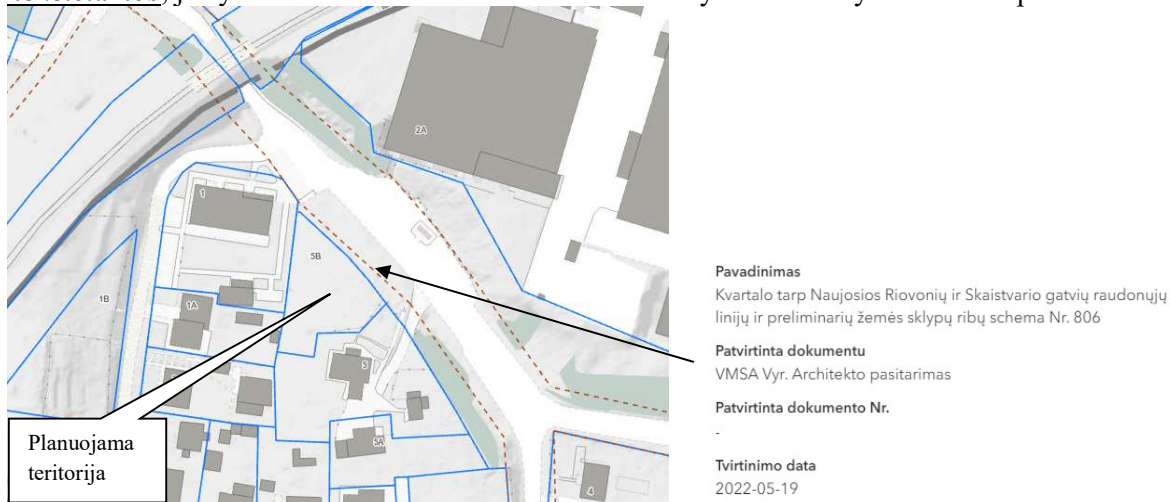 2A
1
5B
1B
1A
5
5A
4
Planuojama
teritorija
Pavadinimas
Kvartalo tarp Naujosios Riovonių ir Skaistvario gatvių raudonųjų
linijų ir preliminarių žemės sklypų ribų schema Nr. 806
Patvirtinta dokumentu
VMSA Vyr. Architekto pasitarimas
Patvirtinta dokumento Nr.
-
Tvirtinimo data
2022-05-19